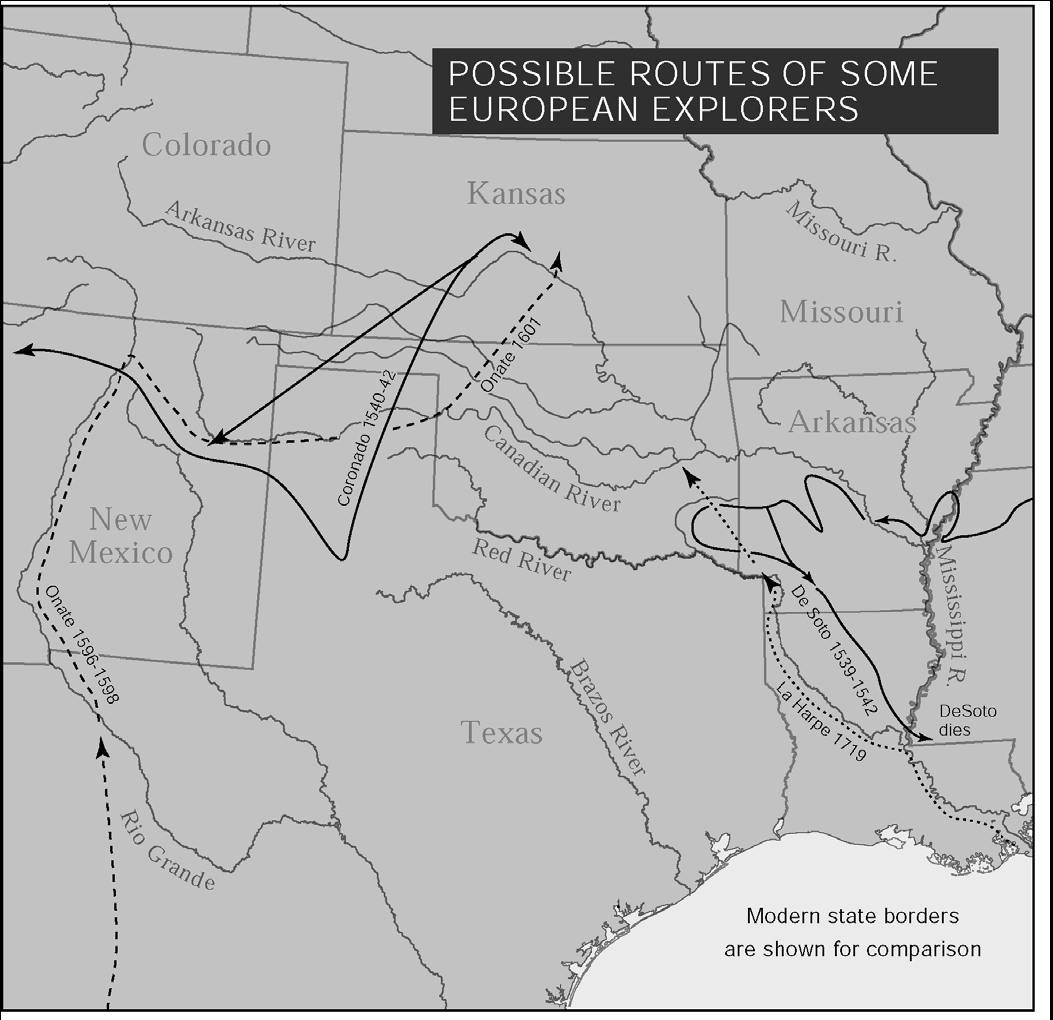 POSSIBLE ROUTES OF SOME
EUROPEAN EXPLORERS
Colorado
Kansas
Arkansas River
Missouri R.
Missouri
Onate 1601
Coronado 1540-42
Arkansas
Canadian River
New
Mexico
Red River
Mississippi R.
Onate 1596-1598
De Soto 1539-1542
La Harpe 1719
DeSoto
dies
Brazos River
Texas
Rio Grande
Modern state borders
are shown for comparison